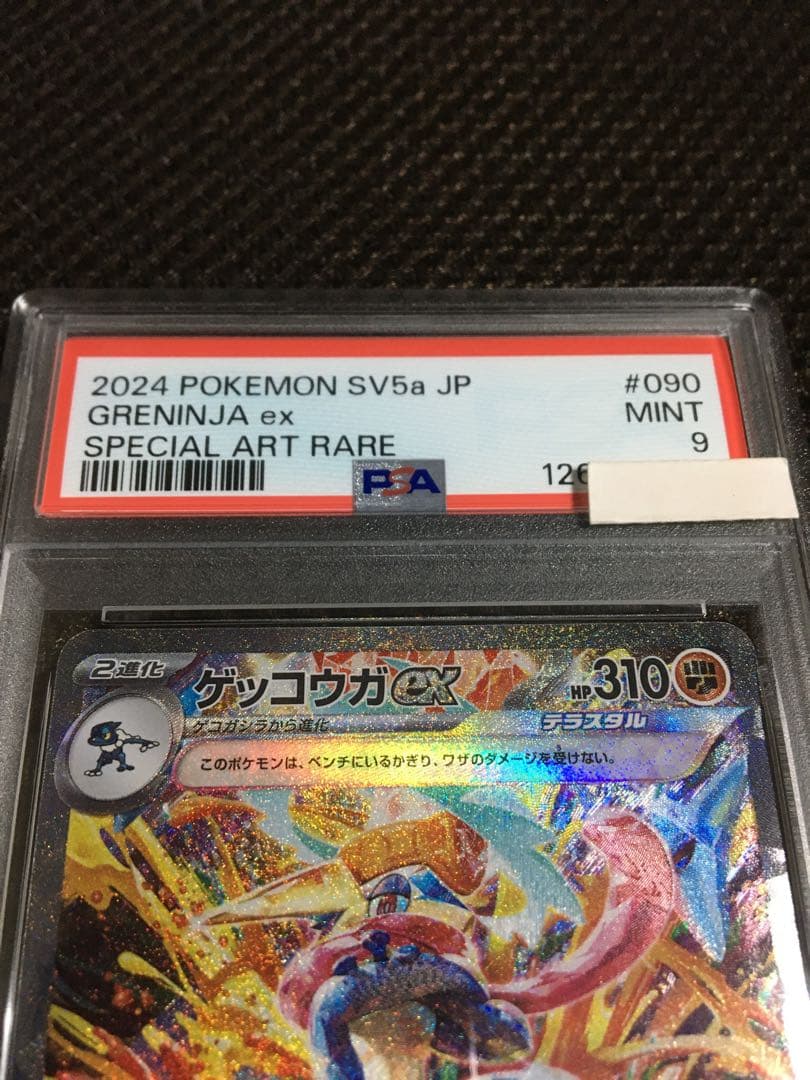 2024 POKEMON SV5a JP #090
GRENINJA ex MINT
SPECIAL ART RARE 9
PSA 126
2進化 ゲッコウガex HP310
ゲコガシラから進化 テラスタル
このポケモンは、ベンチにいるかぎり、ワザのダメージを受けない。